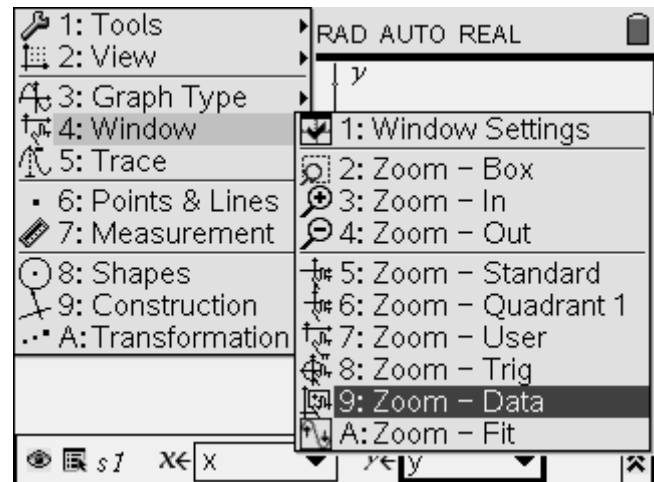 1: Tools
2: View
3: Graph Type
4: Window
5: Trace
6: Points & Lines
7: Measurement
8: Shapes
9: Construction
A: Transformation
RAD AUTO REAL
y
1: Window Settings
2: Zoom – Box
3: Zoom – In
4: Zoom – Out
5: Zoom – Standard
6: Zoom – Quadrant 1
7: Zoom – User
8: Zoom – Trig
9: Zoom – Data
A: Zoom – Fit
s1 x← x y← y